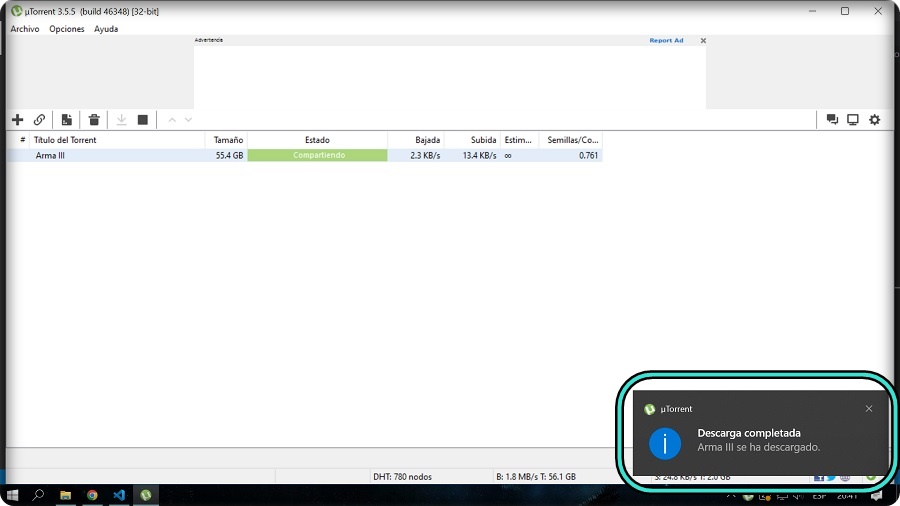 µTorrent 3.5.5 (build 46348) [32-bit]
Archivo Opciones Ayuda
Advertencia
Report Ad
# Título del Torrent Tamaño Estado Bajada Subida Estim... Semillas/Co...
Arma III 55.4 GB Compartiendo 2.3 KB/s 13.4 KB/s ∞ 0.761
µTorrent
Descarga completada
Arma III se ha descargado.
DHT: 780 nodos B: 1.8 MB/s T: 56.1 GB S: 24.8 KB/s T: 2.0 GB
ESP 20:41